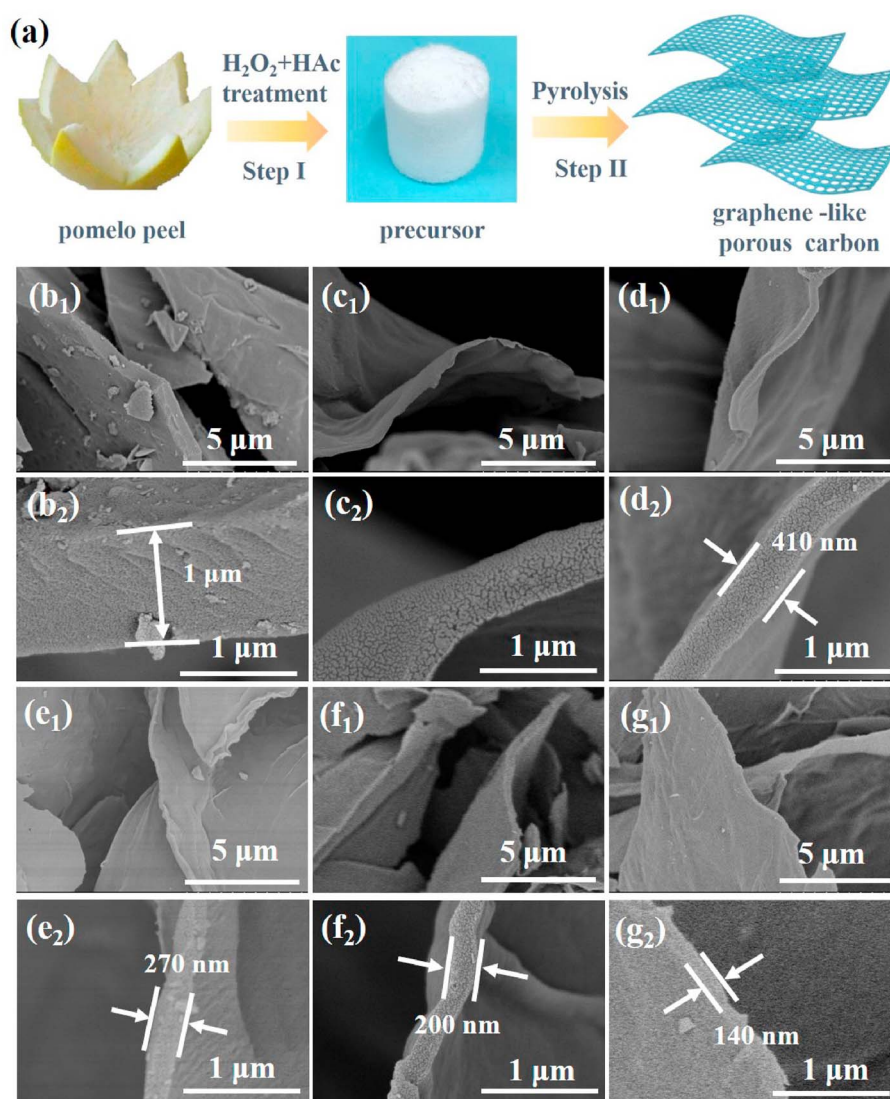 (a)
H₂O₂+HAc
treatment
Step I
Pyrolysis
Step II
pomelo peel
precursor
graphene -like
porous carbon
(b₁)
5 μm
(c₁)
5 μm
(d₁)
5 μm
(b₂)
1 μm
1 μm
(c₂)
1 μm
(d₂)
410 nm
1 μm
(e₁)
5 μm
(f₁)
5 μm
(g₁)
5 μm
(e₂)
270 nm
1 μm
(f₂)
200 nm
1 μm
(g₂)
140 nm
1 μm